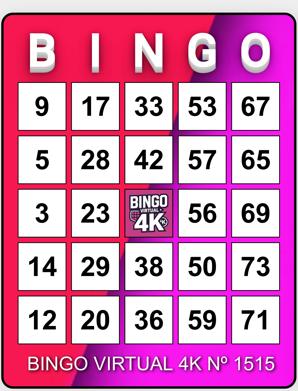 B I N G O
9 17 33 53 67
5 28 42 57 65
3 23 BINGO VIRTUAL 4K 56 69
14 29 38 50 73
12 20 36 59 71
BINGO VIRTUAL 4K Nº 1515